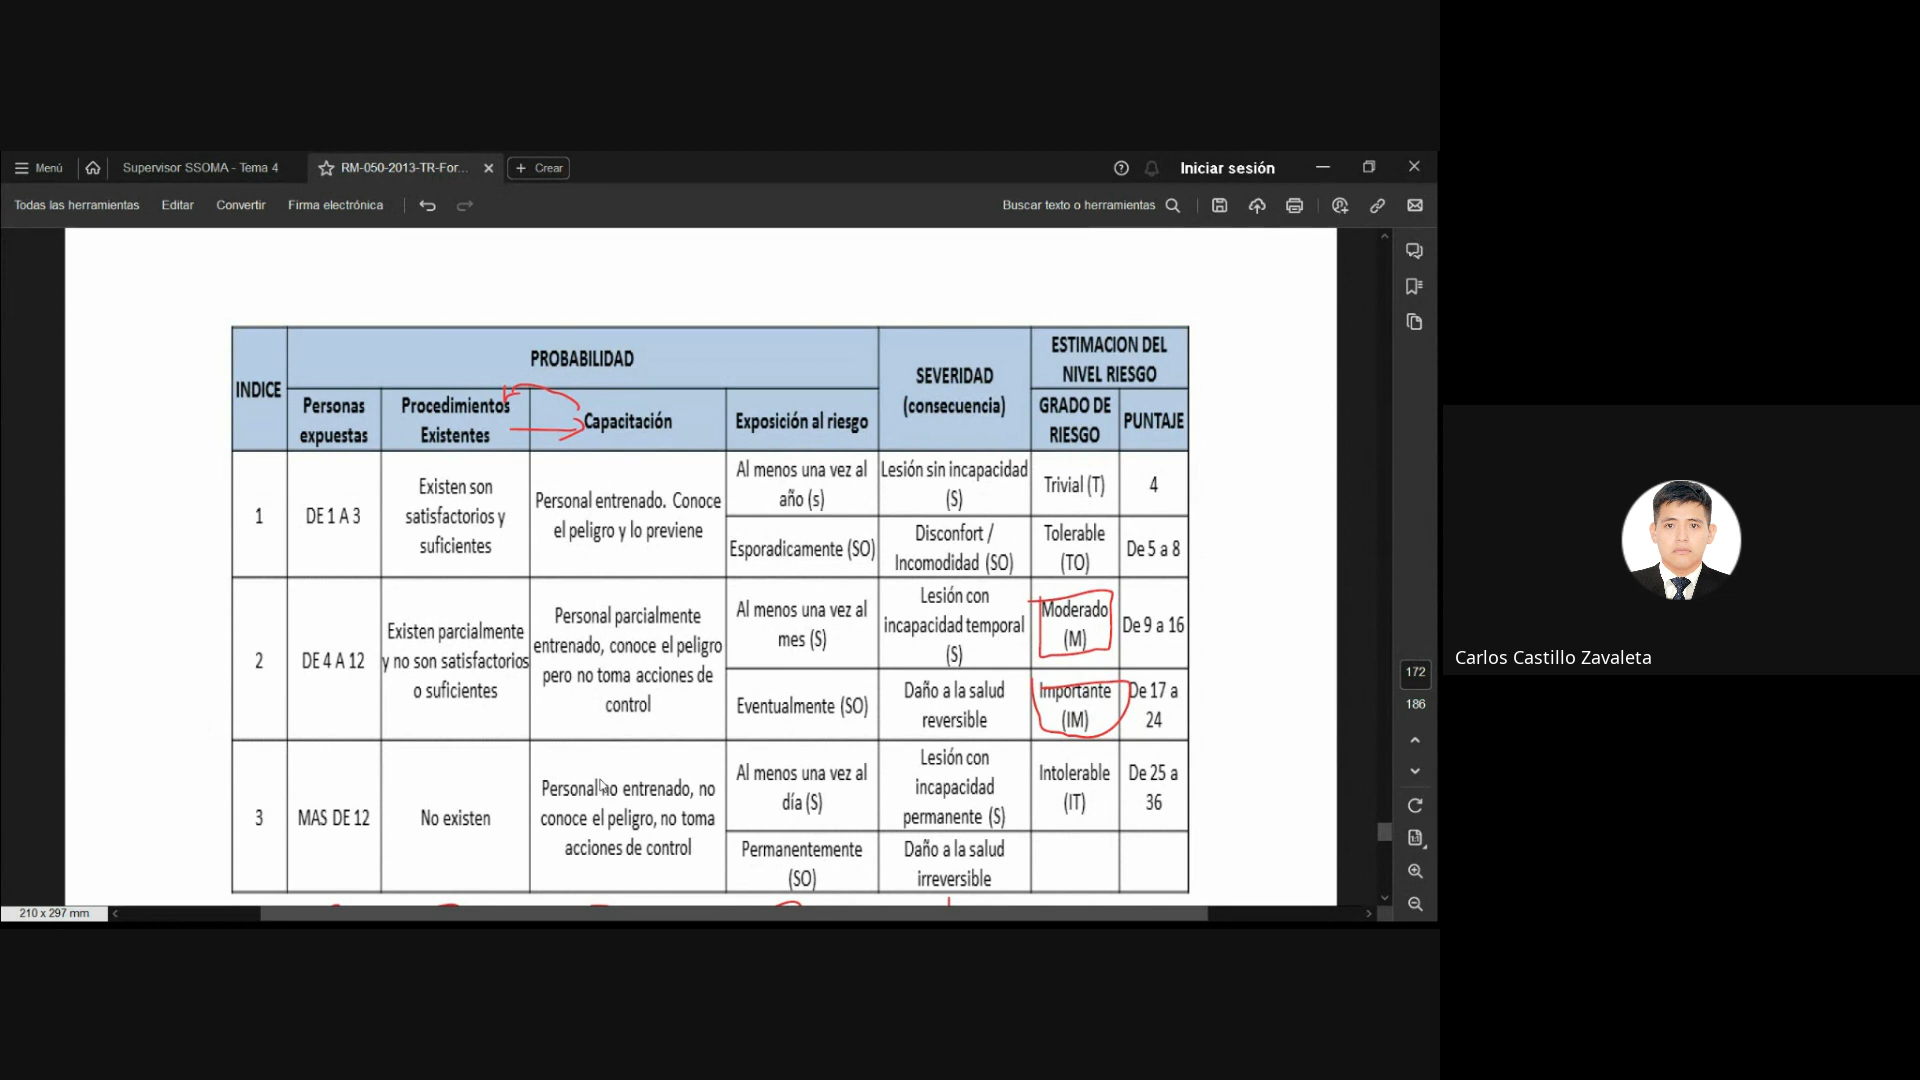 Menú
Supervisor SSOMA - Tema 4
RM-050-2013-TR-For...
Crear
Iniciar sesión
Todas las herramientas
Editar
Convertir
Firma electrónica
Buscar texto o herramientas
INDICE
PROBABILIDAD
SEVERIDAD
(consecuencia)
ESTIMACION DEL
NIVEL RIESGO
Personas
expuestas
Procedimientos
Existentes
Capacitación
Exposición al riesgo
GRADO DE
RIESGO
PUNTAJE
1
DE 1 A 3
Existen son
satisfactorios y
suficientes
Personal entrenado. Conoce
el peligro y lo previene
Al menos una vez al
año (s)
Lesión sin incapacidad
(S)
Trivial (T)
4
Esporadicamente (SO)
Disconfort /
Incomodidad (SO)
Tolerable
(TO)
De 5 a 8
2
DE 4 A 12
Existen parcialmente
y no son satisfactorios
o suficientes
Personal parcialmente
entrenado, conoce el peligro
pero no toma acciones de
control
Al menos una vez al
mes (S)
Lesión con
incapacidad temporal
(S)
Moderado
(M)
De 9 a 16
Eventualmente (SO)
Daño a la salud
reversible
Importante
(IM)
De 17 a
24
3
MAS DE 12
No existen
Personal no entrenado, no
conoce el peligro, no toma
acciones de control
Al menos una vez al
día (S)
Lesión con
incapacidad
permanente (S)
Intolerable
(IT)
De 25 a
36
Permanentemente
(SO)
Daño a la salud
irreversible
172
186
210 x 297 mm
Carlos Castillo Zavaleta